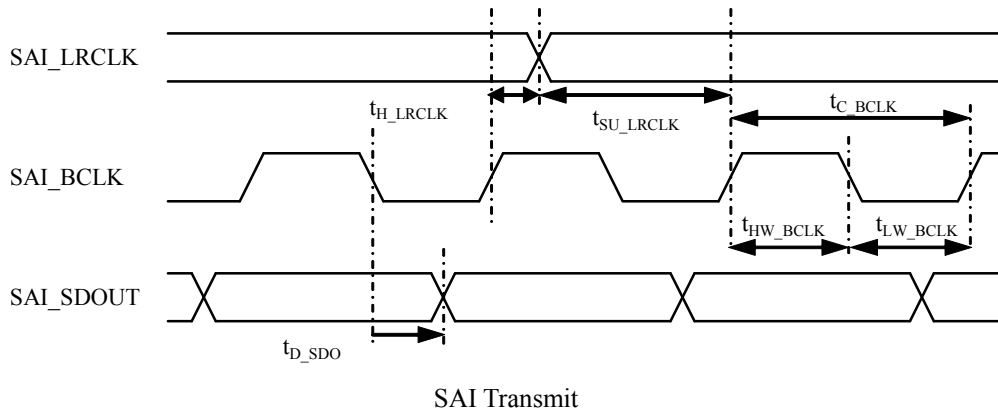 SAI_LRCLK
t_H_LRCLK
t_SU_LRCLK
t_C_BCLK
SAI_BCLK
t_HW_BCLK
t_LW_BCLK
SAI_SDOUT
t_D_SDO
SAI Transmit